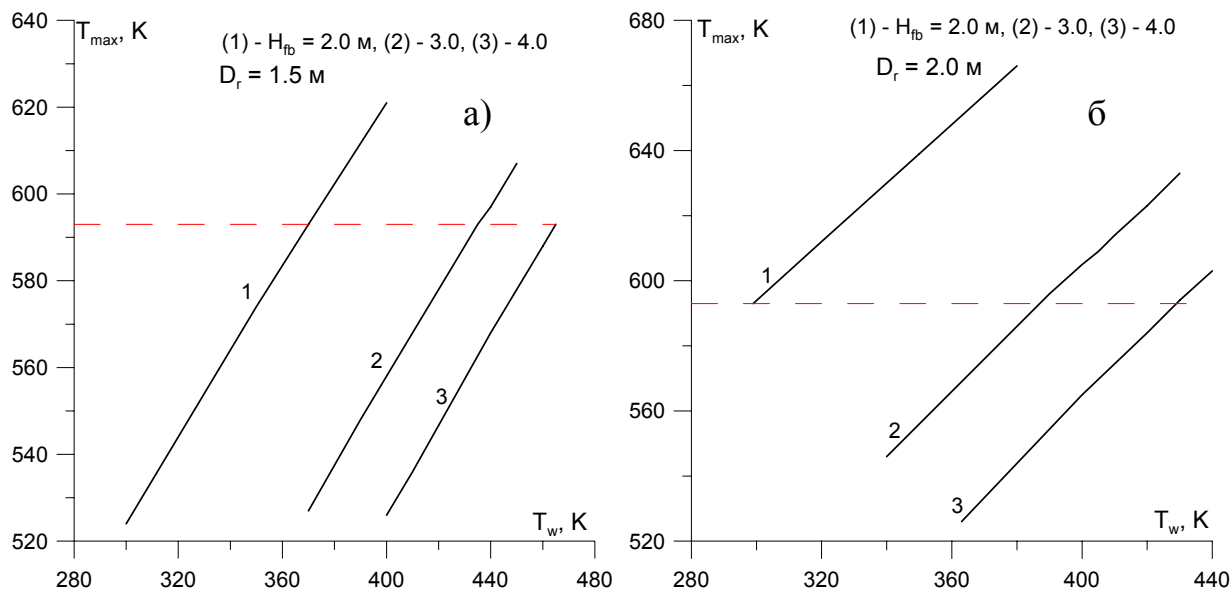 640
T_max, K
(1) - H_fb = 2.0 м, (2) - 3.0, (3) - 4.0
D_r = 1.5 м
620
а)
600
580
1
560
2
3
540
T_w, K
520
280
320
360
400
440
480
680
T_max, K
(1) - H_fb = 2.0 м, (2) - 3.0, (3) - 4.0
D_r = 2.0 м
б
640
1
600
560
2
3
T_w, K
520
280
320
360
400
440